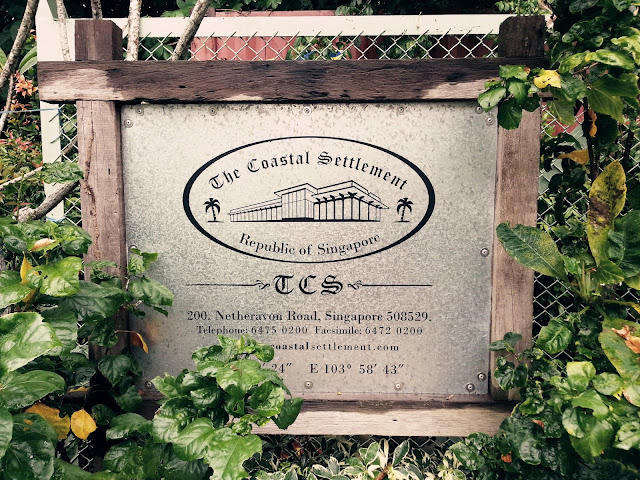 The Coastal Settlement
Republic of Singapore
TCS
200, Netheravon Road, Singapore 508529.
Telephone: 6475 0200 Facsimile: 6472 0200
coastalsettlement.com
24" E 103° 58' 43"